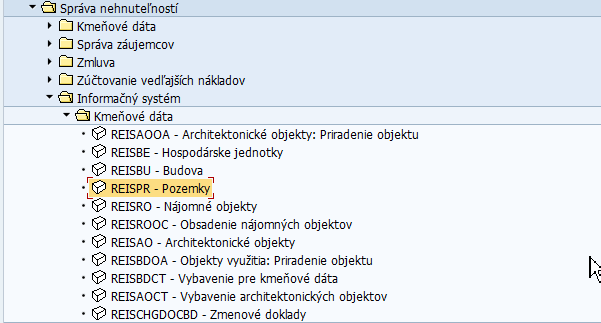 Správa nehnuteľností
Kmeňové dáta
Správa záujemcov
Zmluva
Zúčtovanie vedľajších nákladov
Informačný systém
Kmeňové dáta
REISAOOA - Architektonické objekty: Priradenie objektu
REISBE - Hospodárske jednotky
REISBU - Budova
REISPR - Pozemky
REISRO - Nájomné objekty
REISROOC - Obsadenie nájomných objektov
REISAO - Architektonické objekty
REISBDOA - Objekty využitia: Priradenie objektu
REISBDCT - Vybavenie pre kmeňové dáta
REISAOCT - Vybavenie architektonických objektov
REISCHGDOCBD - Zmenové doklady